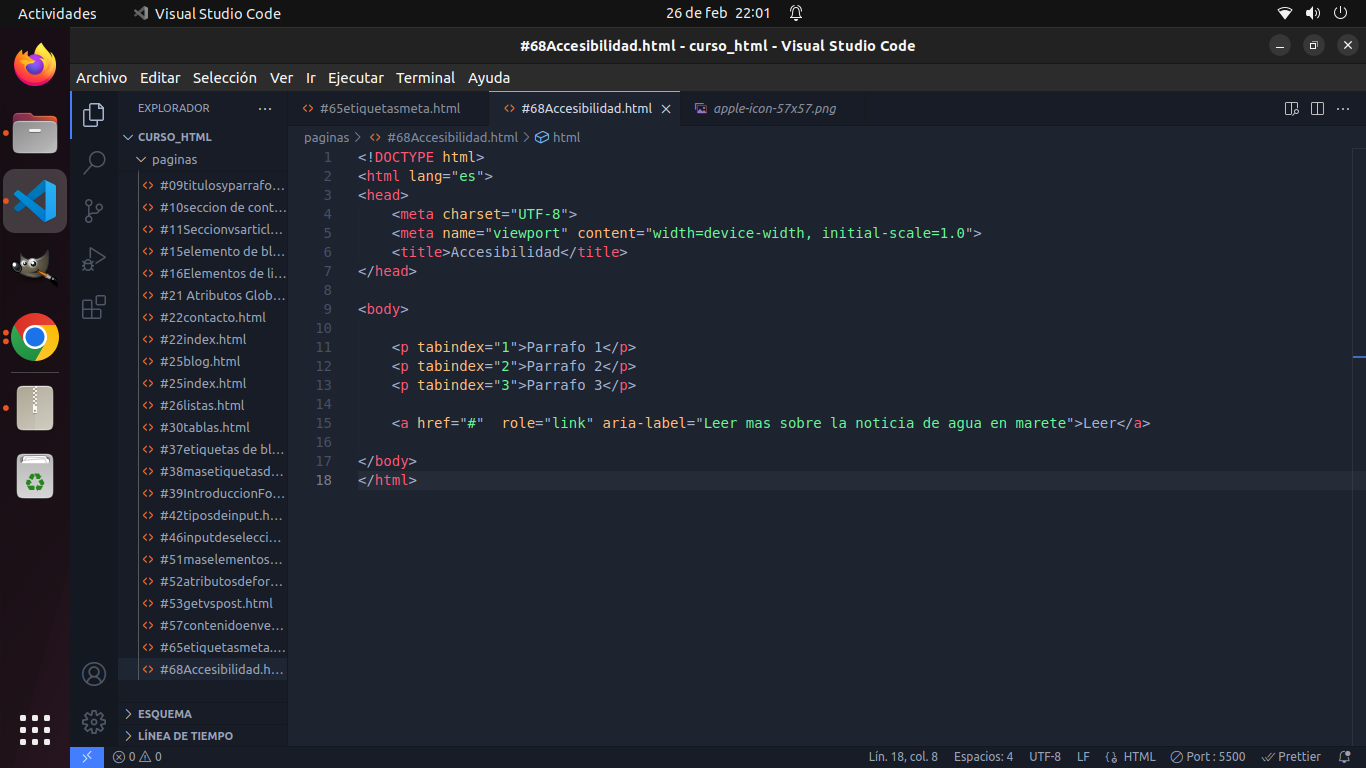 Actividades
Visual Studio Code
26 de feb 22:01
#68Accesibilidad.html - curso_html - Visual Studio Code
Archivo Editar Selección Ver Ir Ejecutar Terminal Ayuda
EXPLORADOR
#65etiquetasmeta.html
#68Accesibilidad.html
apple-icon-57x57.png
CURSO_HTML
paginas
#09titulosyparrafo...
#10seccion de cont...
#11Seccionvsarticl...
#15elemento de bl...
#16Elementos de li...
#21 Atributos Glob...
#22contacto.html
#22index.html
#25blog.html
#25index.html
#26listas.html
#30tablas.html
#37etiquetas de bl...
#38masetiquetasd...
#39IntroduccionFo...
#42tiposdeinput.h...
#46inputdeselecci...
#51maselementos...
#52atributosdefor...
#53getvspost.html
#57contenidoenve...
#65etiquetasmeta....
#68Accesibilidad.h...
ESQUEMA
LÍNEA DE TIEMPO
paginas > #68Accesibilidad.html > html
1 <!DOCTYPE html>
2 <html lang="es">
3 <head>
4 <meta charset="UTF-8">
5 <meta name="viewport" content="width=device-width, initial-scale=1.0">
6 <title>Accesibilidad</title>
7 </head>
8
9 <body>
10
11 <p tabindex="1">Parrafo 1</p>
12 <p tabindex="2">Parrafo 2</p>
13 <p tabindex="3">Parrafo 3</p>
14
15 <a href="#"  role="link" aria-label="Leer mas sobre la noticia de agua en marete">Leer</a>
16
17 </body>
18 </html>
0 0
Lín. 18, col. 8 Espacios: 4 UTF-8 LF HTML Port : 5500 Prettier